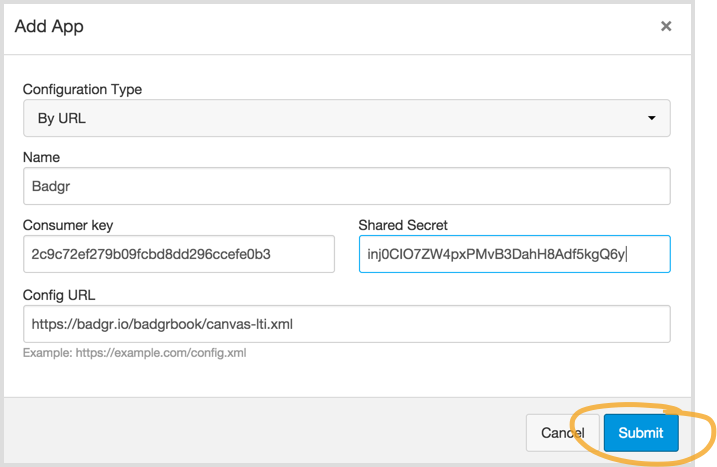 Add App ×
Configuration Type
By URL
Name
Badgr
Consumer key Shared Secret
2c9c72ef279b09fcbd8dd296ccefe0b3 inj0CIO7ZW4pxPMvB3DahH8Adf5kgQ6y
Config URL
https://badgr.io/badgrbook/canvas-lti.xml
Example: https://example.com/config.xml
Cancel Submit